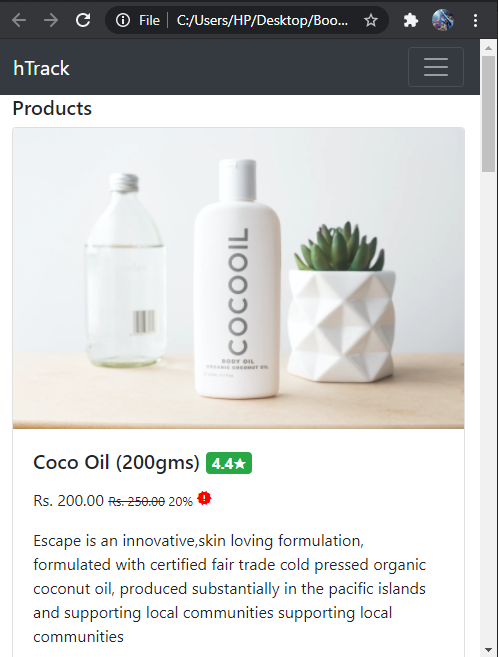 File | C:/Users/HP/Desktop/Boo...
hTrack
Products
COCOOIL
BODY OIL
ORGANIC COCONUT OIL
Coco Oil (200gms) 4.4★
Rs. 200.00 Rs. 250.00 20%
Escape is an innovative,skin loving formulation,
formulated with certified fair trade cold pressed organic
coconut oil, produced substantially in the pacific islands
and supporting local communities supporting local
communities